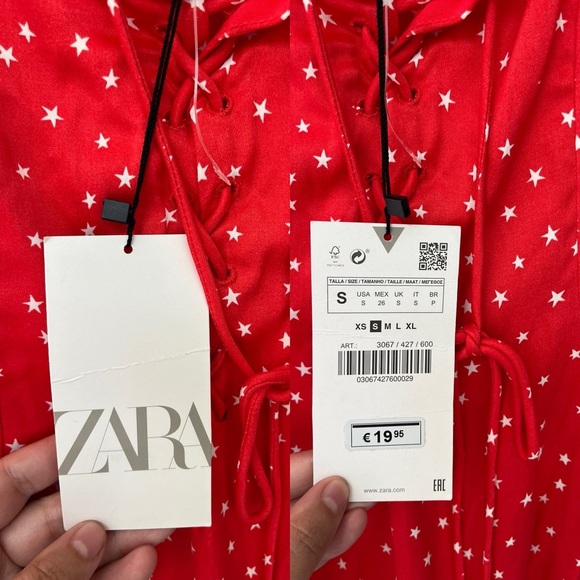 ZARA
FSC
TALLA / SIZE / TAMANHO / TAILLE / MAAT / ΜΕΓΕΘΟΣ
S
USA MEX UK IT BR
S 26 S S P
XS S M L XL
ART.: 3067 / 427 / 600
03067427600029
€ 19 95
www.zara.com
EAC